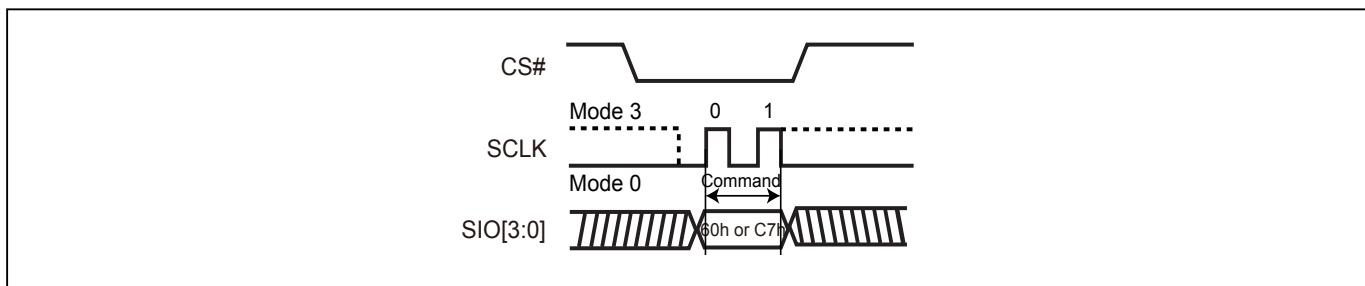 CS#
Mode 3 0 1
SCLK
Mode 0 Command
SIO[3:0] 60h or C7h